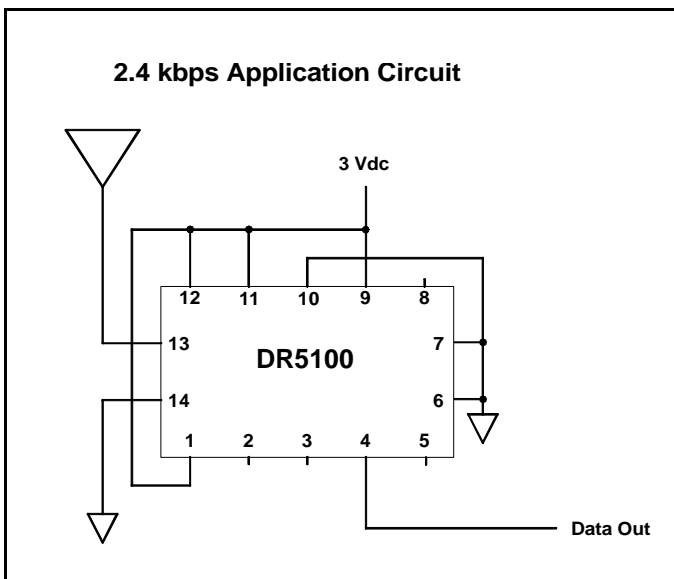 2.4 kbps Application Circuit
3 Vdc
12 11 10 9 8
13 DR5100 7
14 6
1 2 3 4 5
Data Out